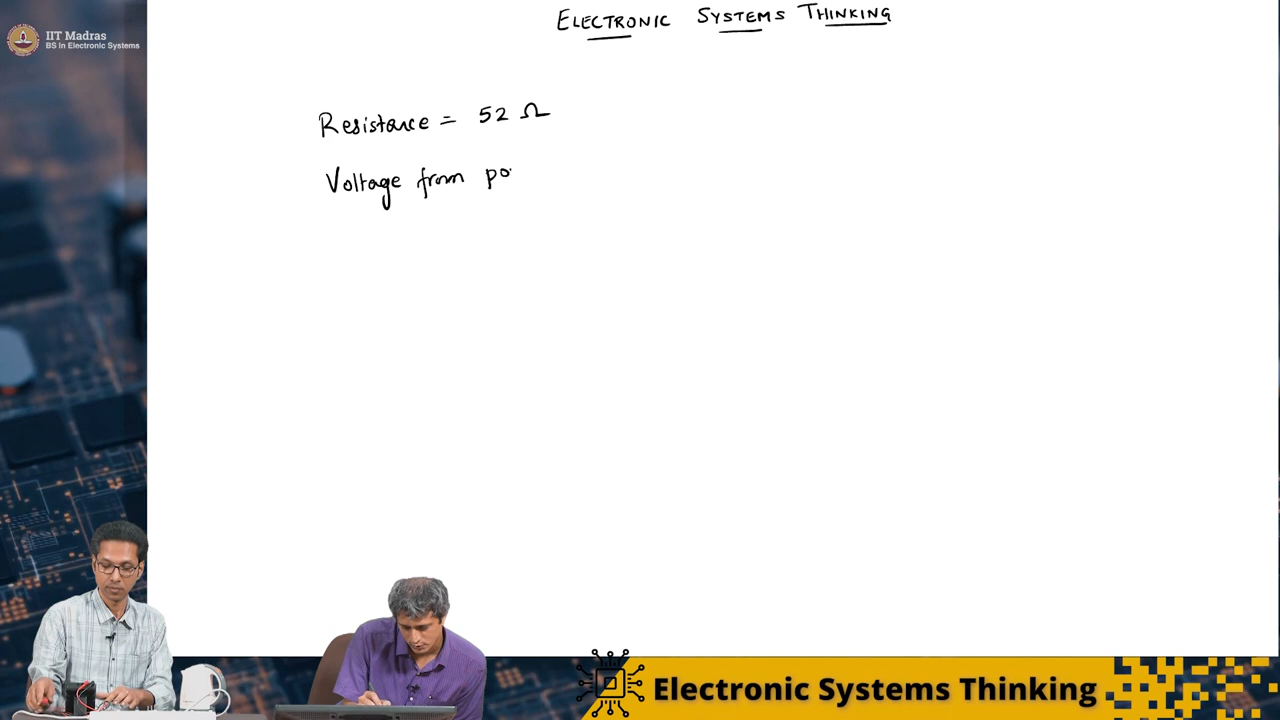 ELECTRONIC SYSTEMS THINKING
IIT Madras
BS in Electronic Systems
Resistance = 52 Ω
Voltage from po
Electronic Systems Thinking